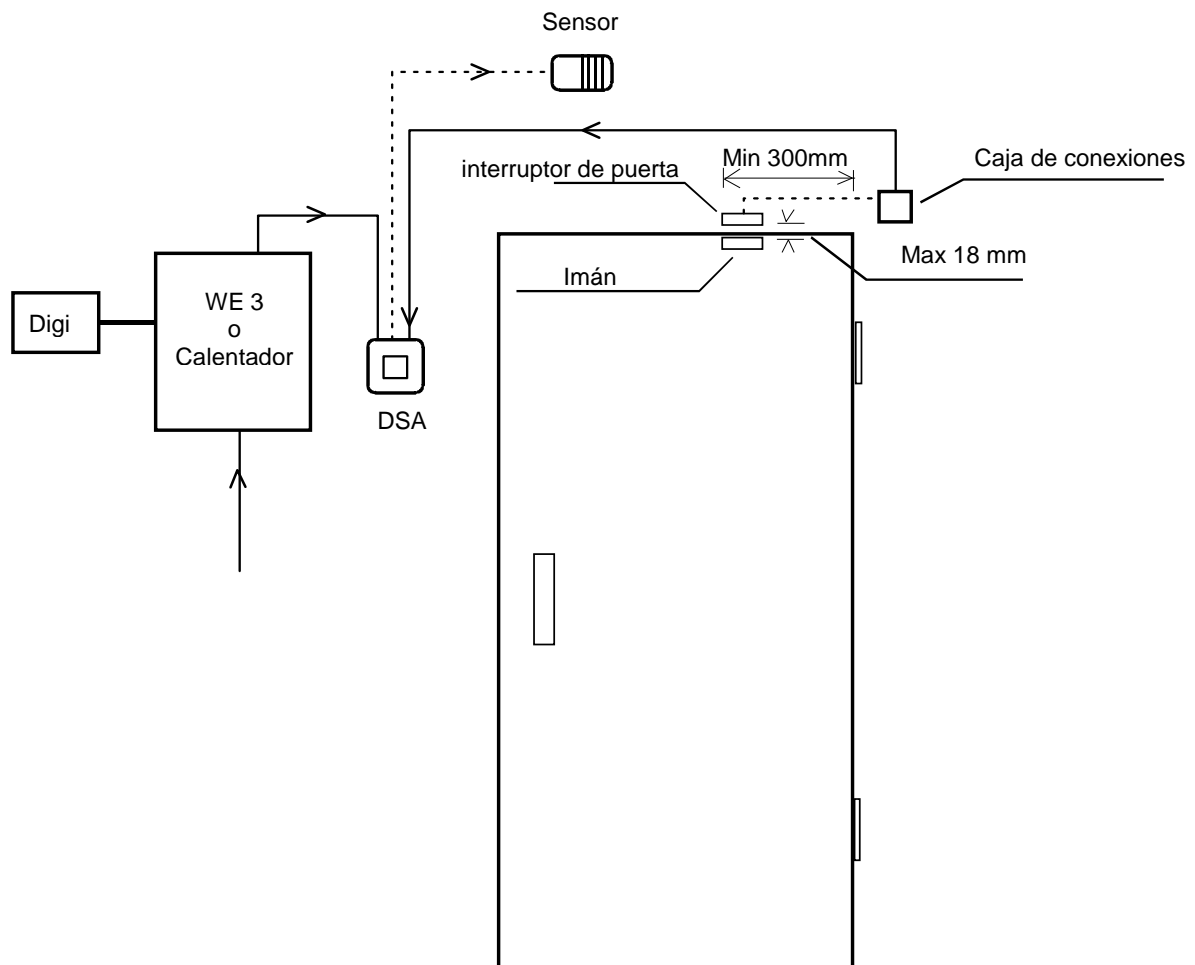 Sensor
Min 300mm
interruptor de puerta
Caja de conexiones
Max 18 mm
Imán
WE 3
o
Calentador
Digi
DSA